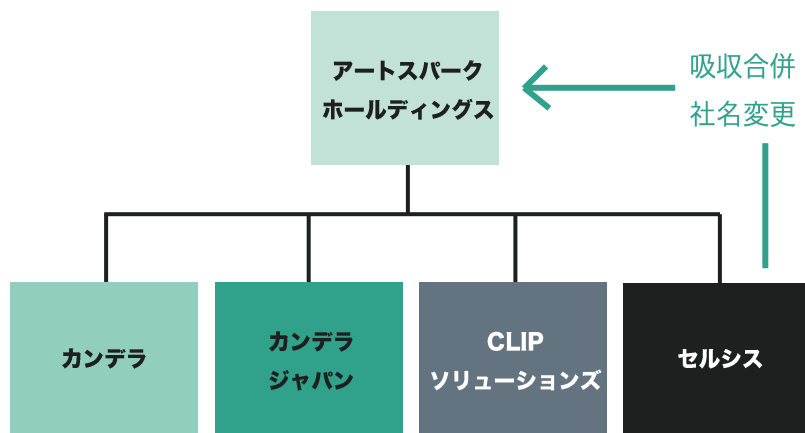 アートスパーク
ホールディングス
吸収合併
社名変更
カンデラ
カンデラ
ジャパン
CLIP
ソリューションズ
セルシス